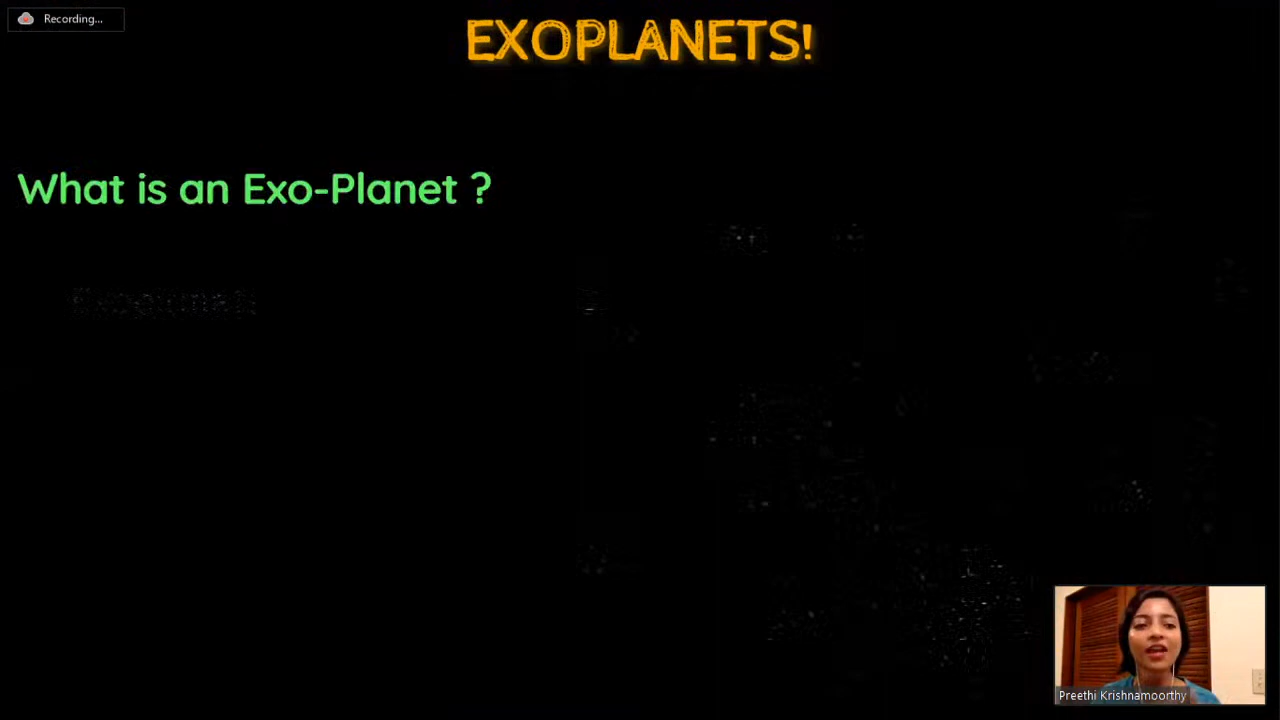 Recording...
EXOPLANETS!
What is an Exo-Planet ?
Preethi Krishnamoorthy